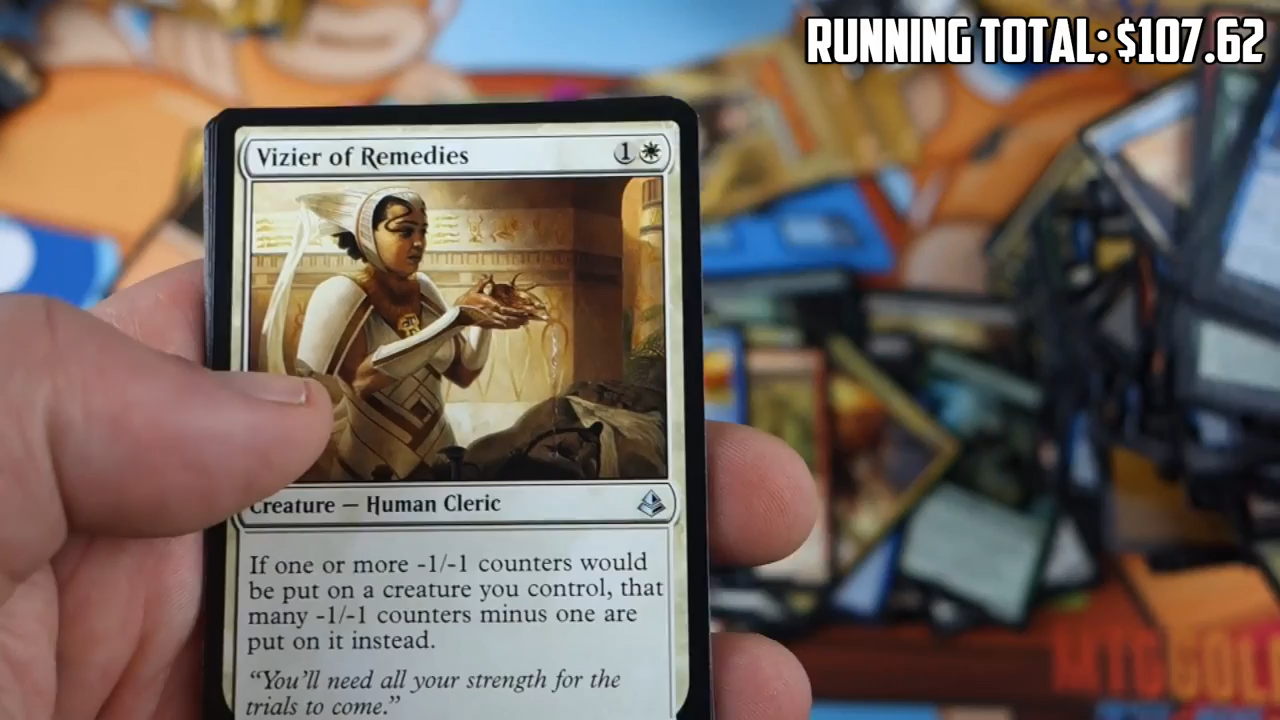 RUNNING TOTAL: $107.62
Vizier of Remedies 1
Creature — Human Cleric
If one or more -1/-1 counters would
be put on a creature you control, that
many -1/-1 counters minus one are
put on it instead.
“You’ll need all your strength for the
trials to come.”